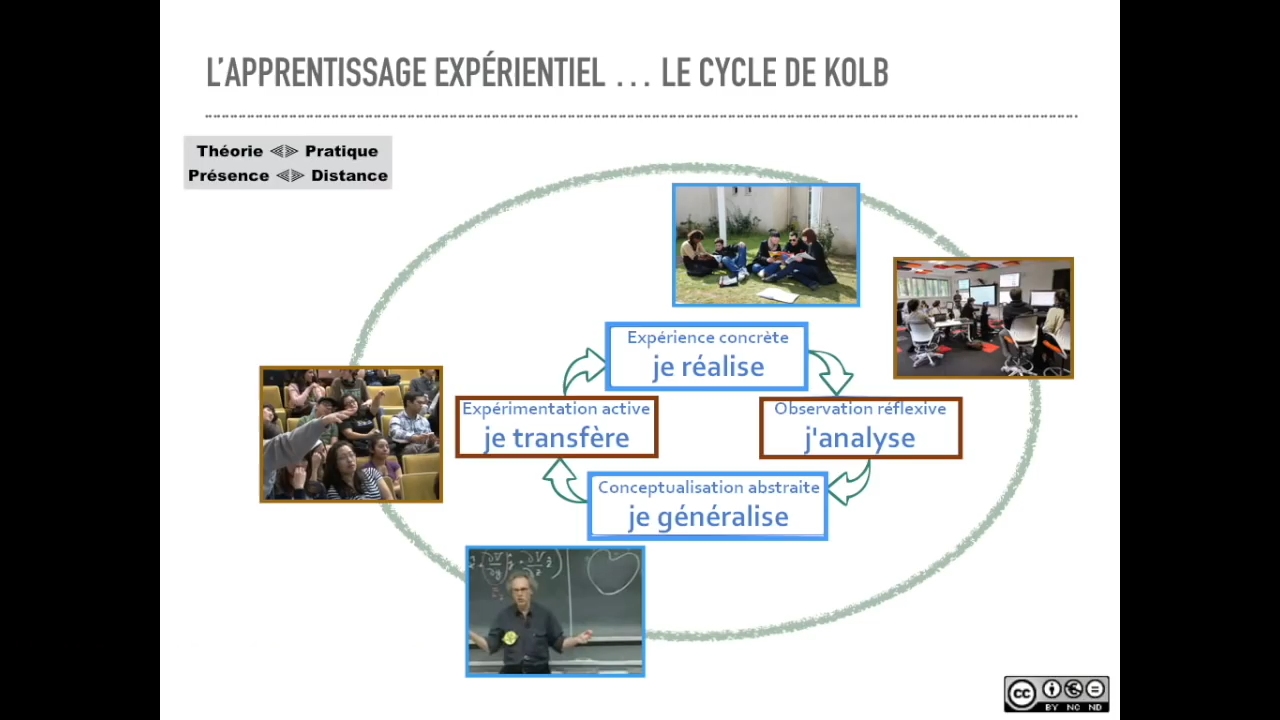 L'APPRENTISSAGE EXPÉRIENTIEL ... LE CYCLE DE KOLB
Théorie Pratique
Présence Distance
Expérience concrète
je réalise
Expérimentation active
je transfère
Observation réflexive
j'analyse
Conceptualisation abstraite
je généralise
cc
BY NC ND